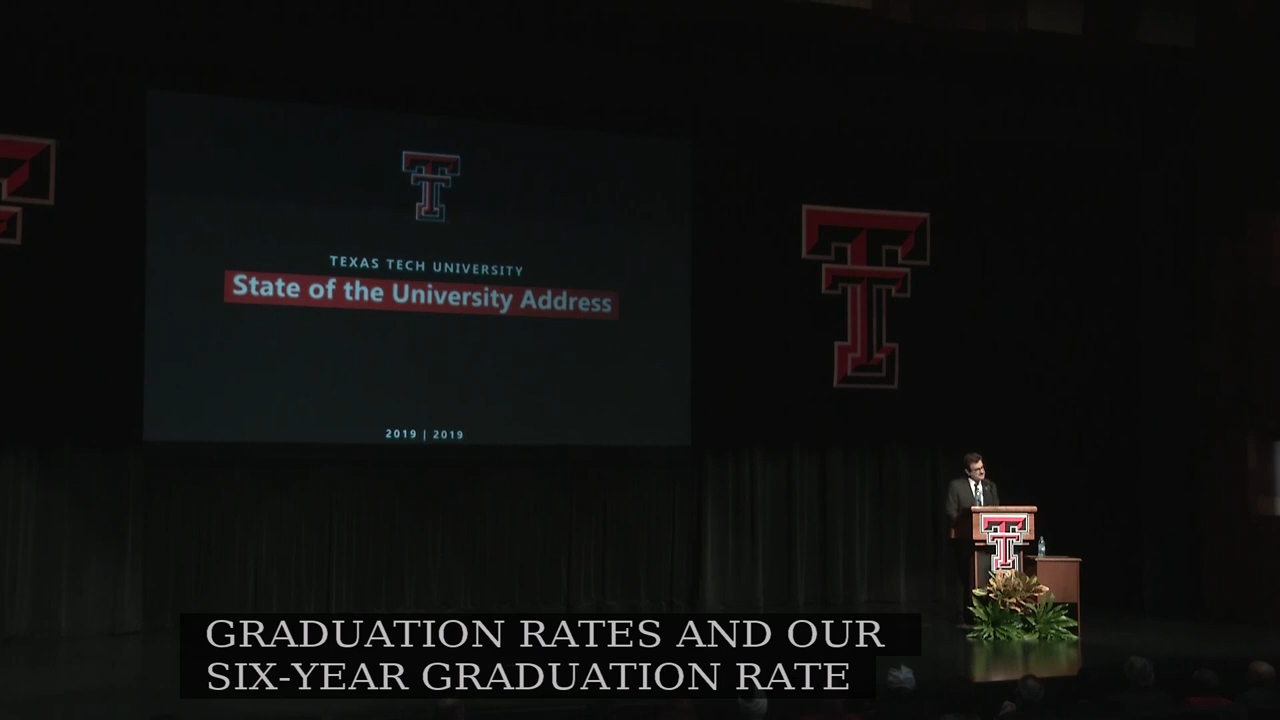 TEXAS TECH UNIVERSITY
State of the University Address
2019 | 2019
GRADUATION RATES AND OUR
SIX-YEAR GRADUATION RATE